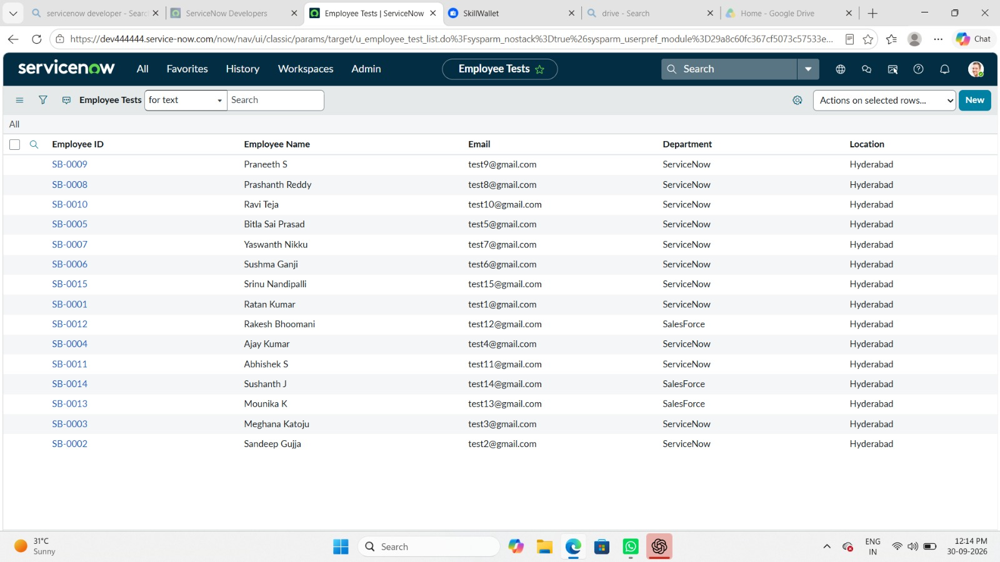 servicenow developer - Searc
ServiceNow Developers
Employee Tests | ServiceNow
SkillWallet
drive - Search
Home - Google Drive
https://dev444444.service-now.com/now/nav/ui/classic/params/target/u_employee_test_list.do%3Fsysparm_nostack%3Dtrue%26sysparm_userpref_module%3D29a8c60fc367cf5073c57533e...
Chat
servicenow All Favorites History Workspaces Admin Employee Tests Search
Employee Tests for text Search Actions on selected rows... New
All
Employee ID Employee Name Email Department Location
SB-0009 Praneeth S test9@gmail.com ServiceNow Hyderabad
SB-0008 Prashanth Reddy test8@gmail.com ServiceNow Hyderabad
SB-0010 Ravi Teja test10@gmail.com ServiceNow Hyderabad
SB-0005 Bitla Sai Prasad test5@gmail.com ServiceNow Hyderabad
SB-0007 Yaswanth Nikku test7@gmail.com ServiceNow Hyderabad
SB-0006 Sushma Ganji test6@gmail.com ServiceNow Hyderabad
SB-0015 Srinu Nandipalli test15@gmail.com ServiceNow Hyderabad
SB-0001 Ratan Kumar test1@gmail.com ServiceNow Hyderabad
SB-0012 Rakesh Bhoomani test12@gmail.com SalesForce Hyderabad
SB-0004 Ajay Kumar test4@gmail.com ServiceNow Hyderabad
SB-0011 Abhishek S test11@gmail.com ServiceNow Hyderabad
SB-0014 Sushanth J test14@gmail.com SalesForce Hyderabad
SB-0013 Mounika K test13@gmail.com SalesForce Hyderabad
SB-0003 Meghana Katoju test3@gmail.com ServiceNow Hyderabad
SB-0002 Sandeep Gujja test2@gmail.com ServiceNow Hyderabad
31°C
Sunny
Search
ENG
IN
12:14 PM
30-09-2026